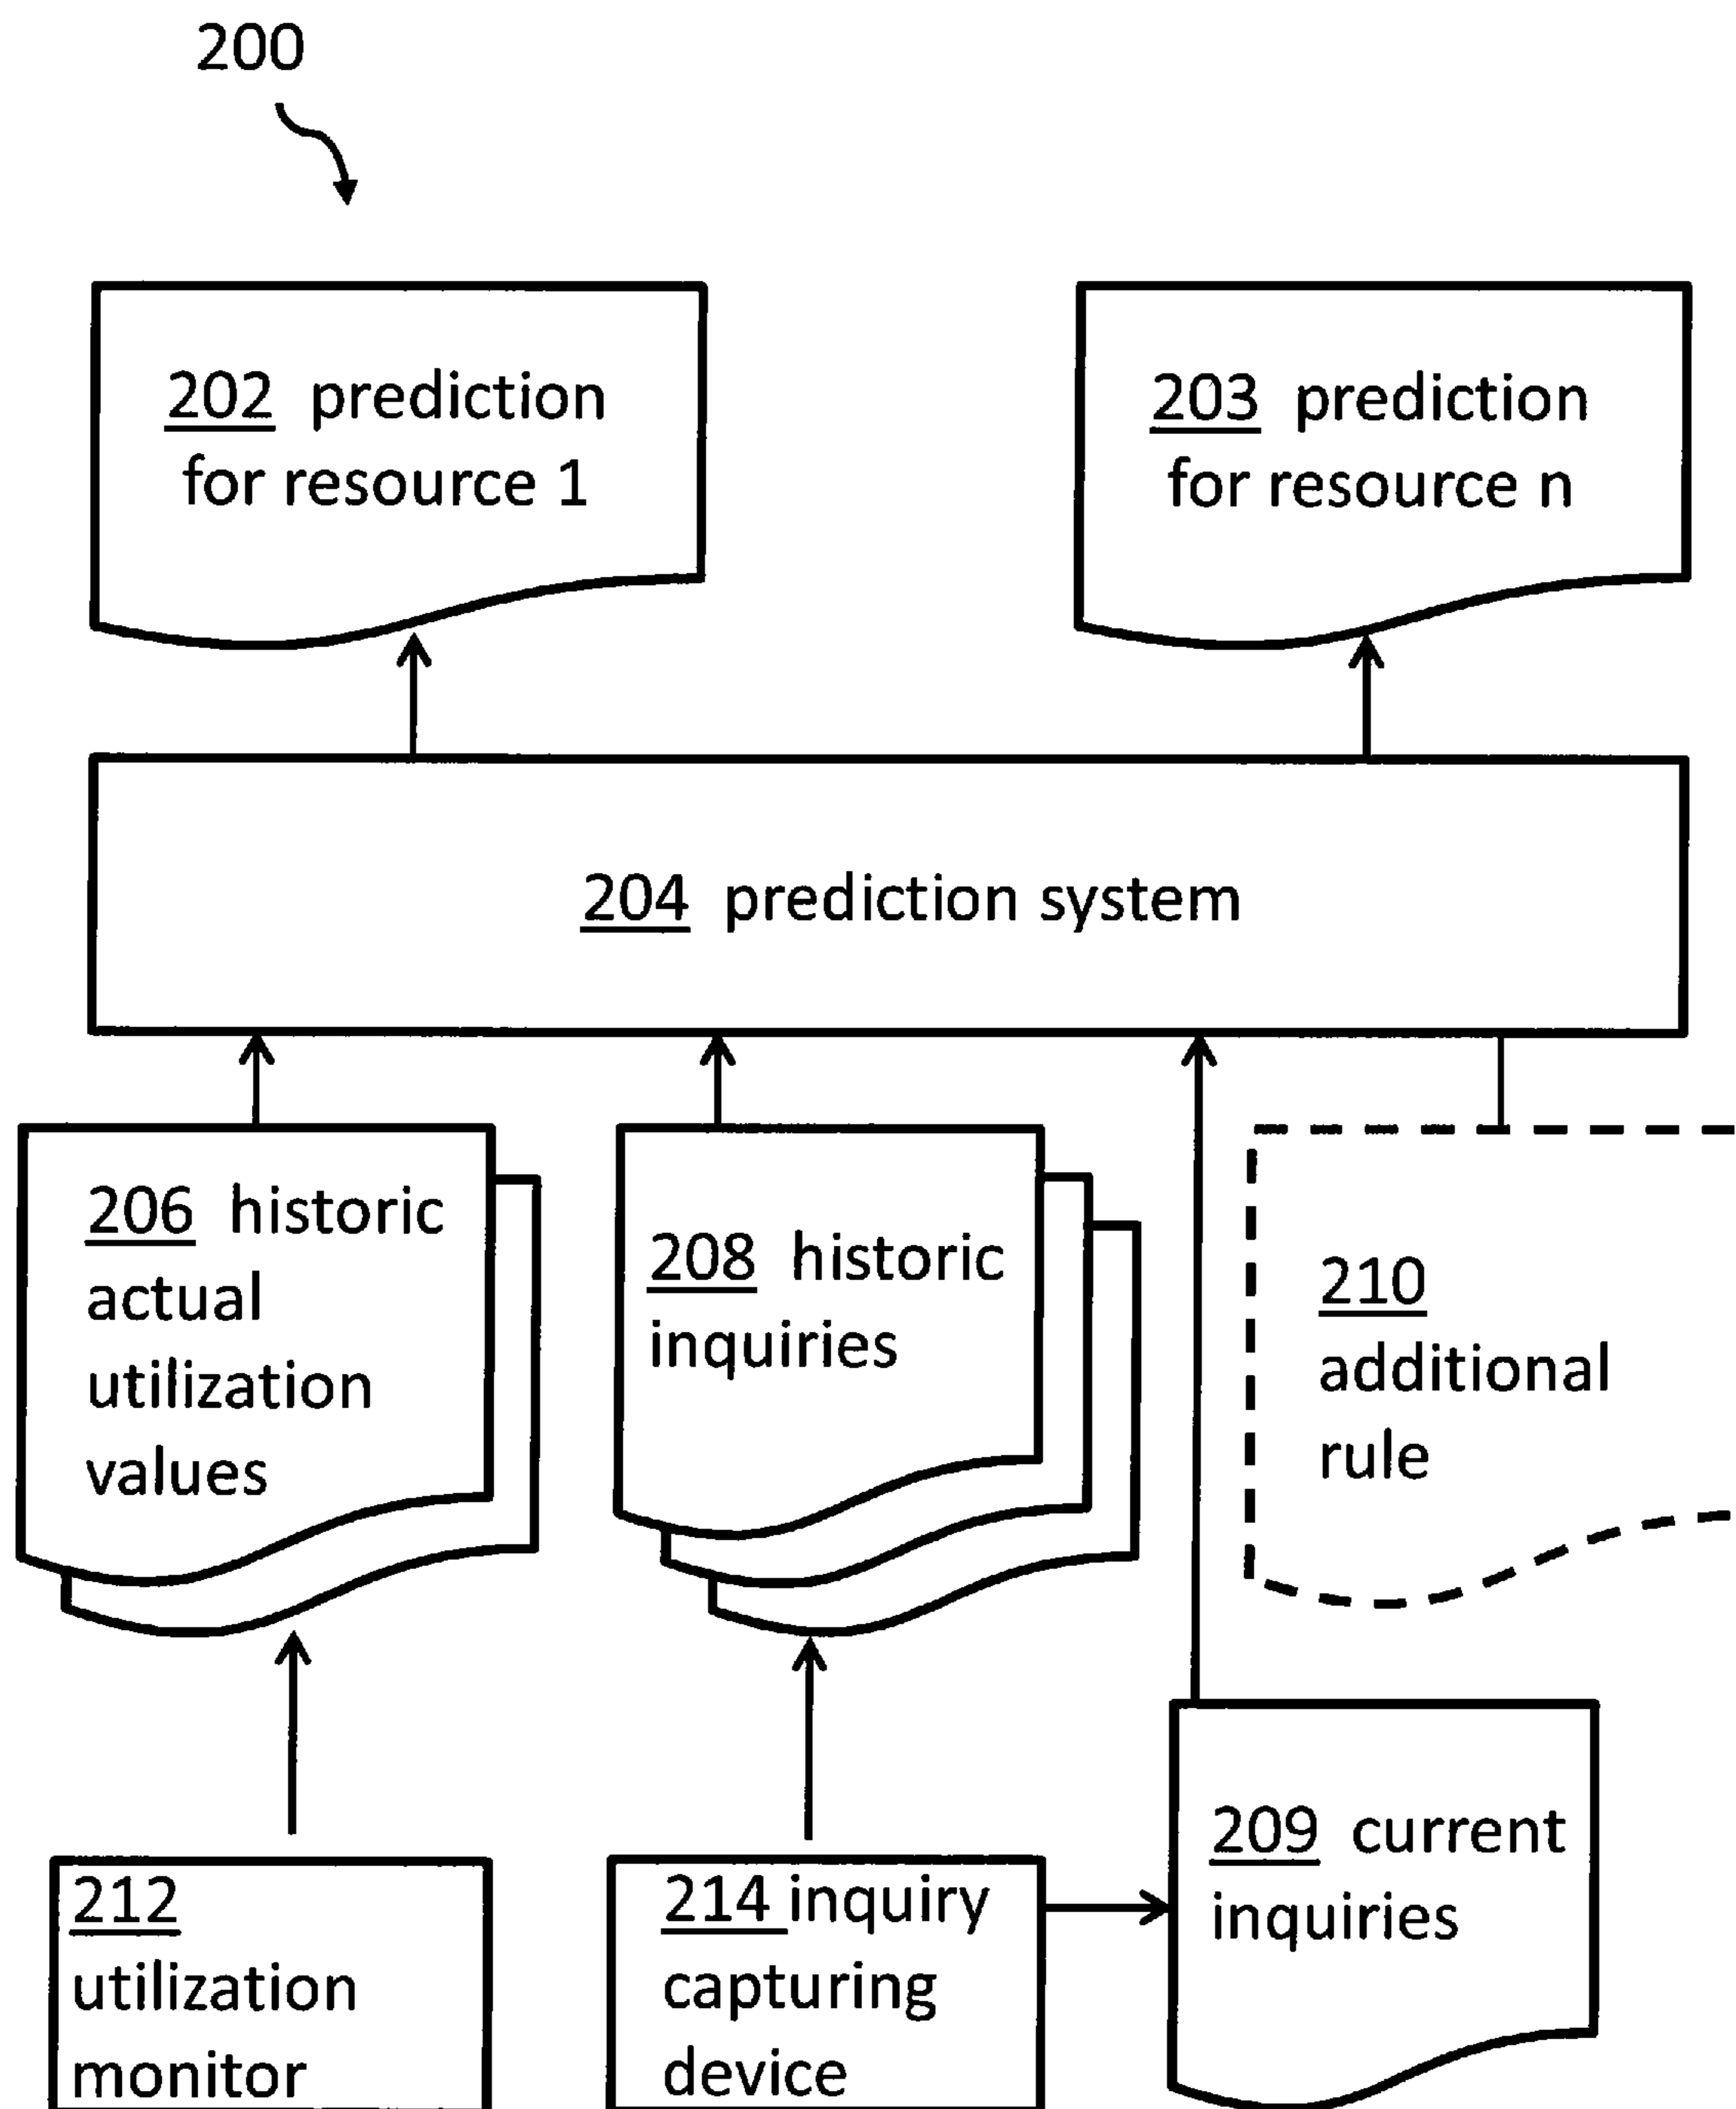 200
202 prediction
for resource 1
203 prediction
for resource n
204 prediction system
206 historic
actual
utilization
values
208 historic
inquiries
210
additional
rule
212
utilization
monitor
214 inquiry
capturing
device
209 current
inquiries